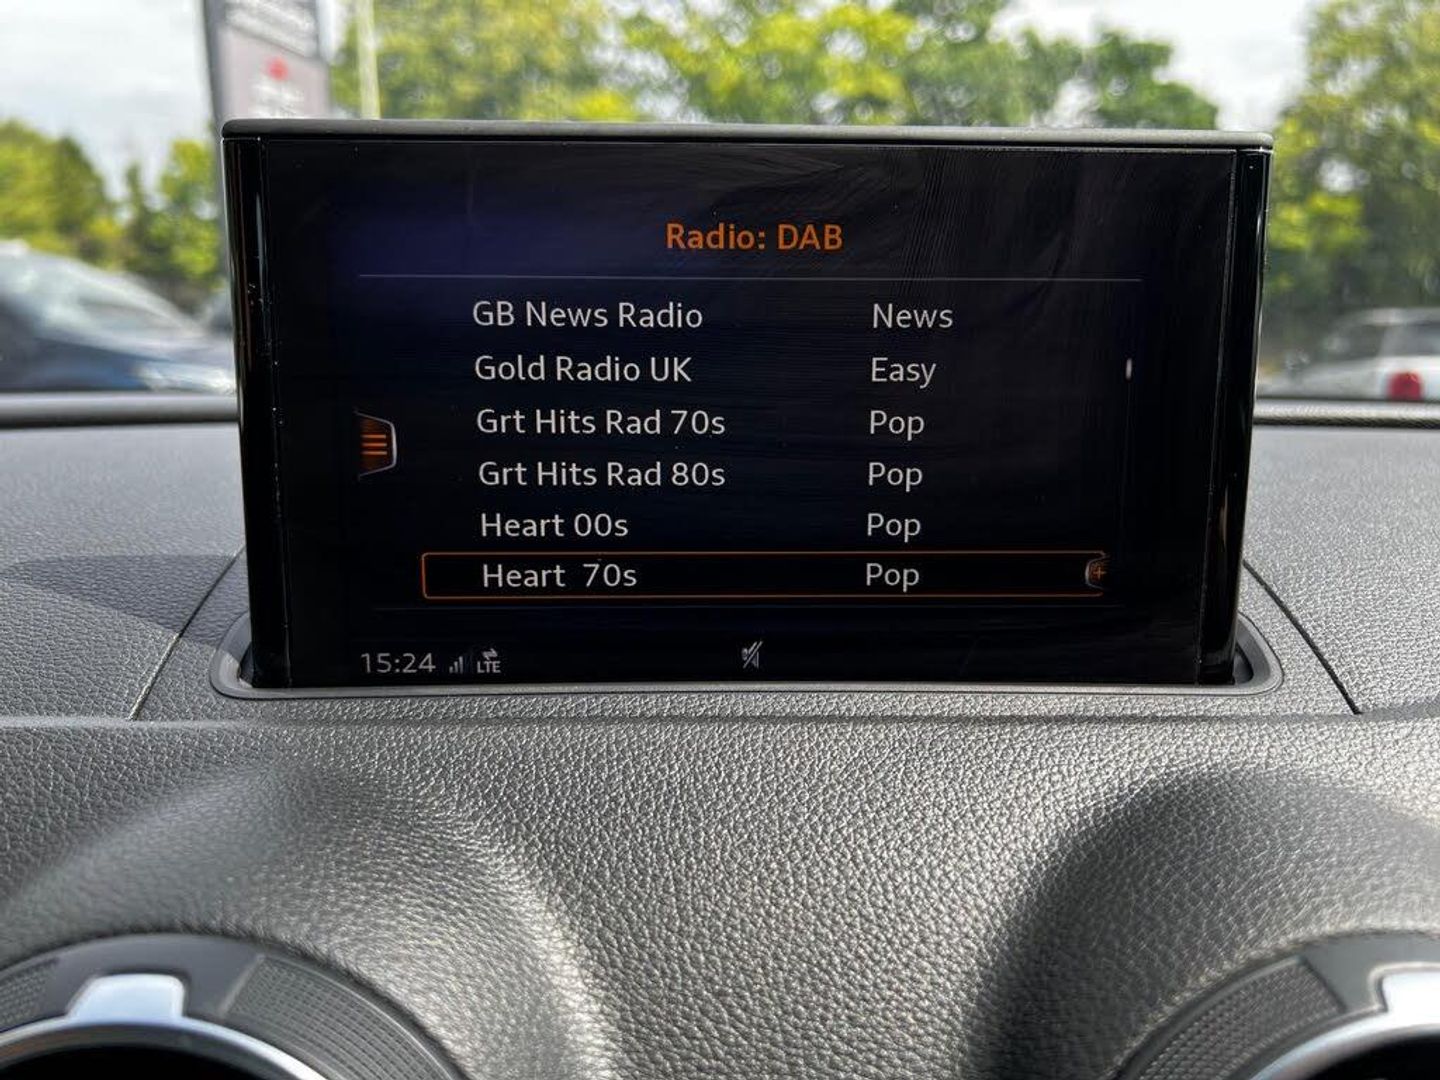 Radio: DAB
GB News Radio News
Gold Radio UK Easy
Grt Hits Rad 70s Pop
Grt Hits Rad 80s Pop
Heart 00s Pop
Heart 70s Pop
15:24 LTE